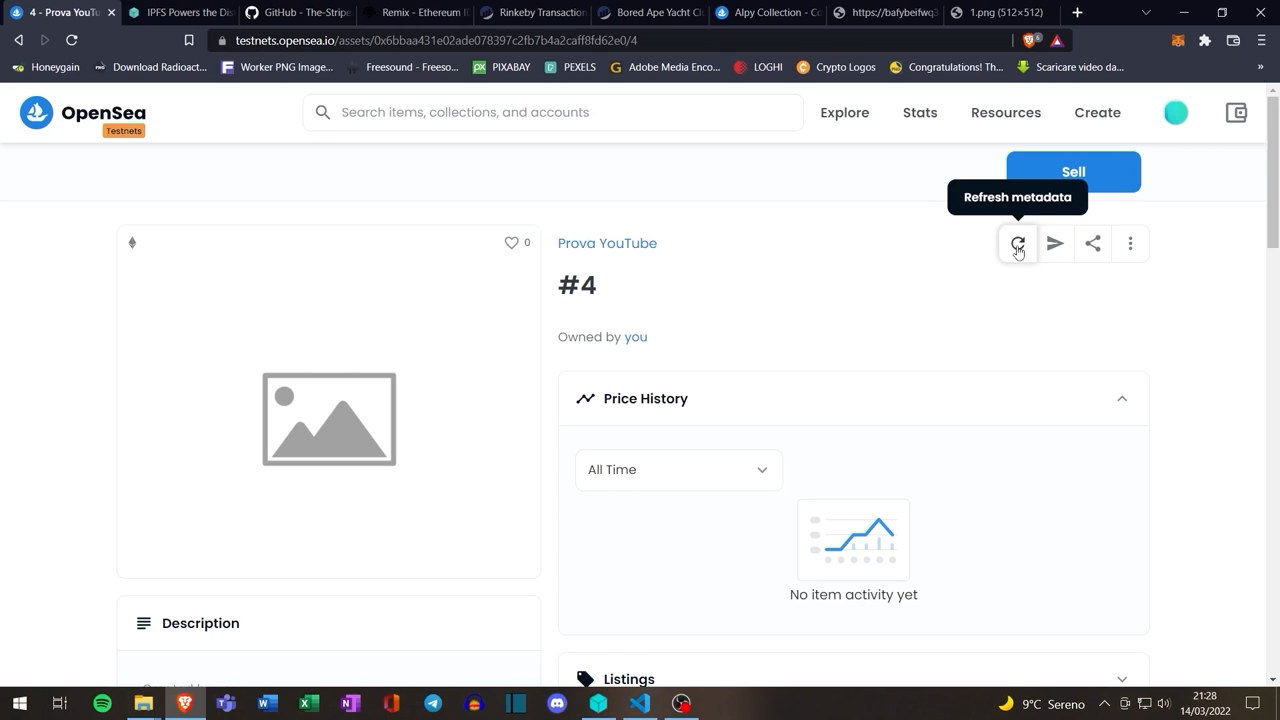 4 - Prova YouTu
IPFS Powers the Dis
GitHub - The-Stripe
Remix - Ethereum I
Rinkeby Transaction
Bored Ape Yacht Cl
Alpy Collection - Co
https://bafybeifwq3
1.png (512×512)
testnets.opensea.io/assets/0x6bbaa431e02ade078397c2fb7b4a2caff8fd62e0/4
6
Honeygain
Download Radioact...
Worker PNG Image...
Freesound - Freeso...
PX
PIXABAY
PEXELS
Adobe Media Enco...
LOGHI
Crypto Logos
Congratulations! Th...
Scaricare video da...
»
OpenSea
Testnets
Search items, collections, and accounts
Explore
Stats
Resources
Create
Sell
Refresh metadata
0
Prova YouTube
#4
Owned by you
Price History
All Time
No item activity yet
Description
Listings
9°C Sereno
21:28
14/03/2022